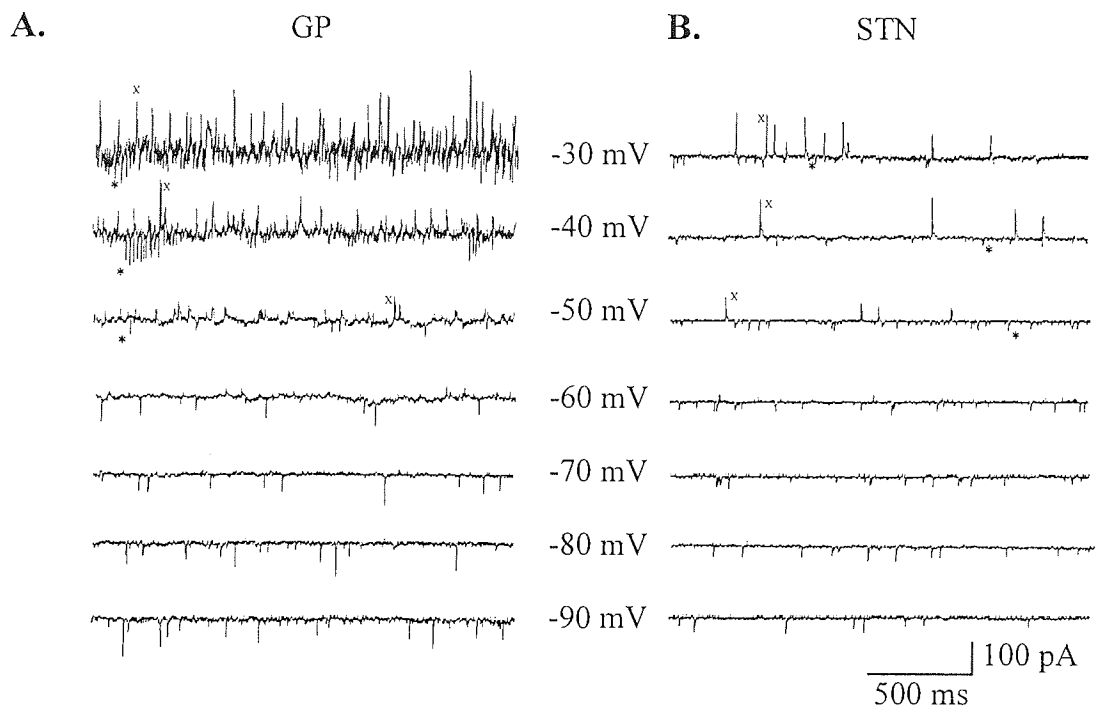 A. GP B. STN
x x
-30 mV
* *
x x
-40 mV
* *
x x
-50 mV
* *
-60 mV
-70 mV
-80 mV
-90 mV
100 pA
500 ms